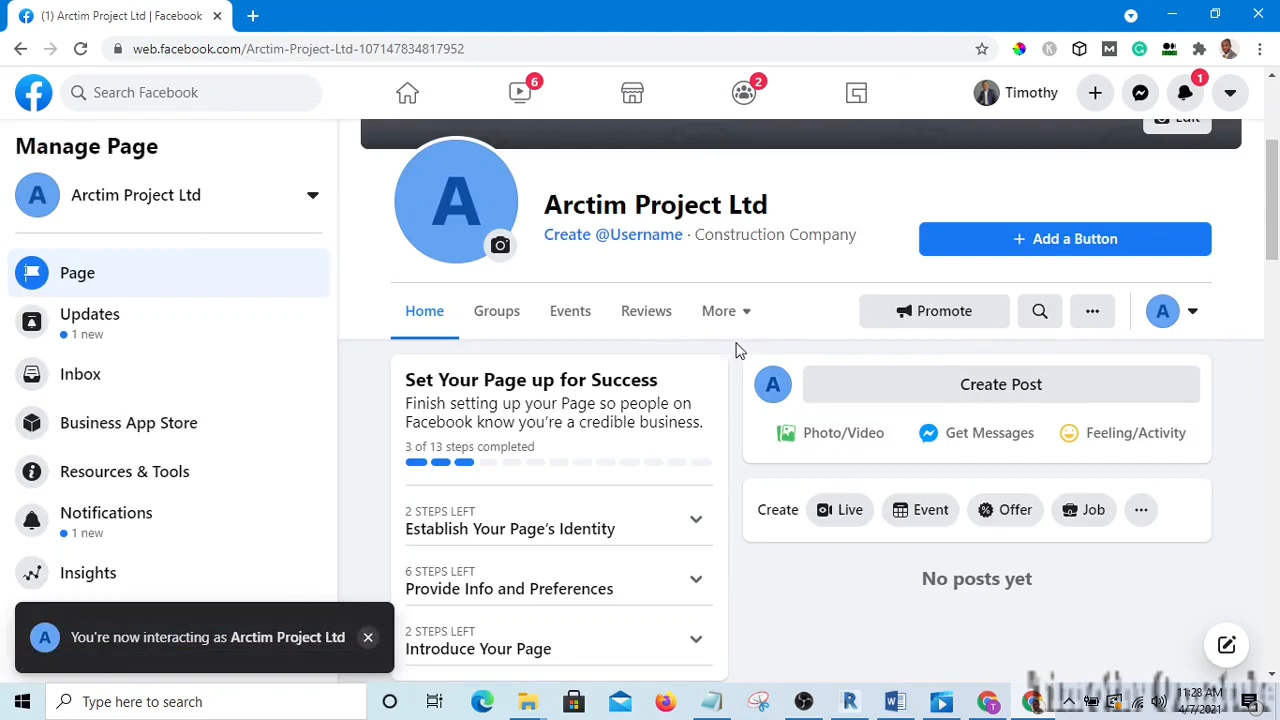 (1) Arctim Project Ltd | Facebook
web.facebook.com/Arctim-Project-Ltd-107147834817952
Search Facebook
6
2
Timothy
1
Manage Page
A
Arctim Project Ltd
Page
Updates
1 new
Inbox
Business App Store
Resources & Tools
Notifications
1 new
Insights
A You're now interacting as Arctim Project Ltd
Edit
A
Arctim Project Ltd
Create @Username · Construction Company
Add a Button
Home Groups Events Reviews More
Promote
A
Set Your Page up for Success
Finish setting up your Page so people on
Facebook know you're a credible business.
3 of 13 steps completed
2 STEPS LEFT
Establish Your Page's Identity
6 STEPS LEFT
Provide Info and Preferences
2 STEPS LEFT
Introduce Your Page
A
Create Post
Photo/Video Get Messages Feeling/Activity
Create Live Event Offer Job
No posts yet
Type here to search
11:28 AM
4/7/2021